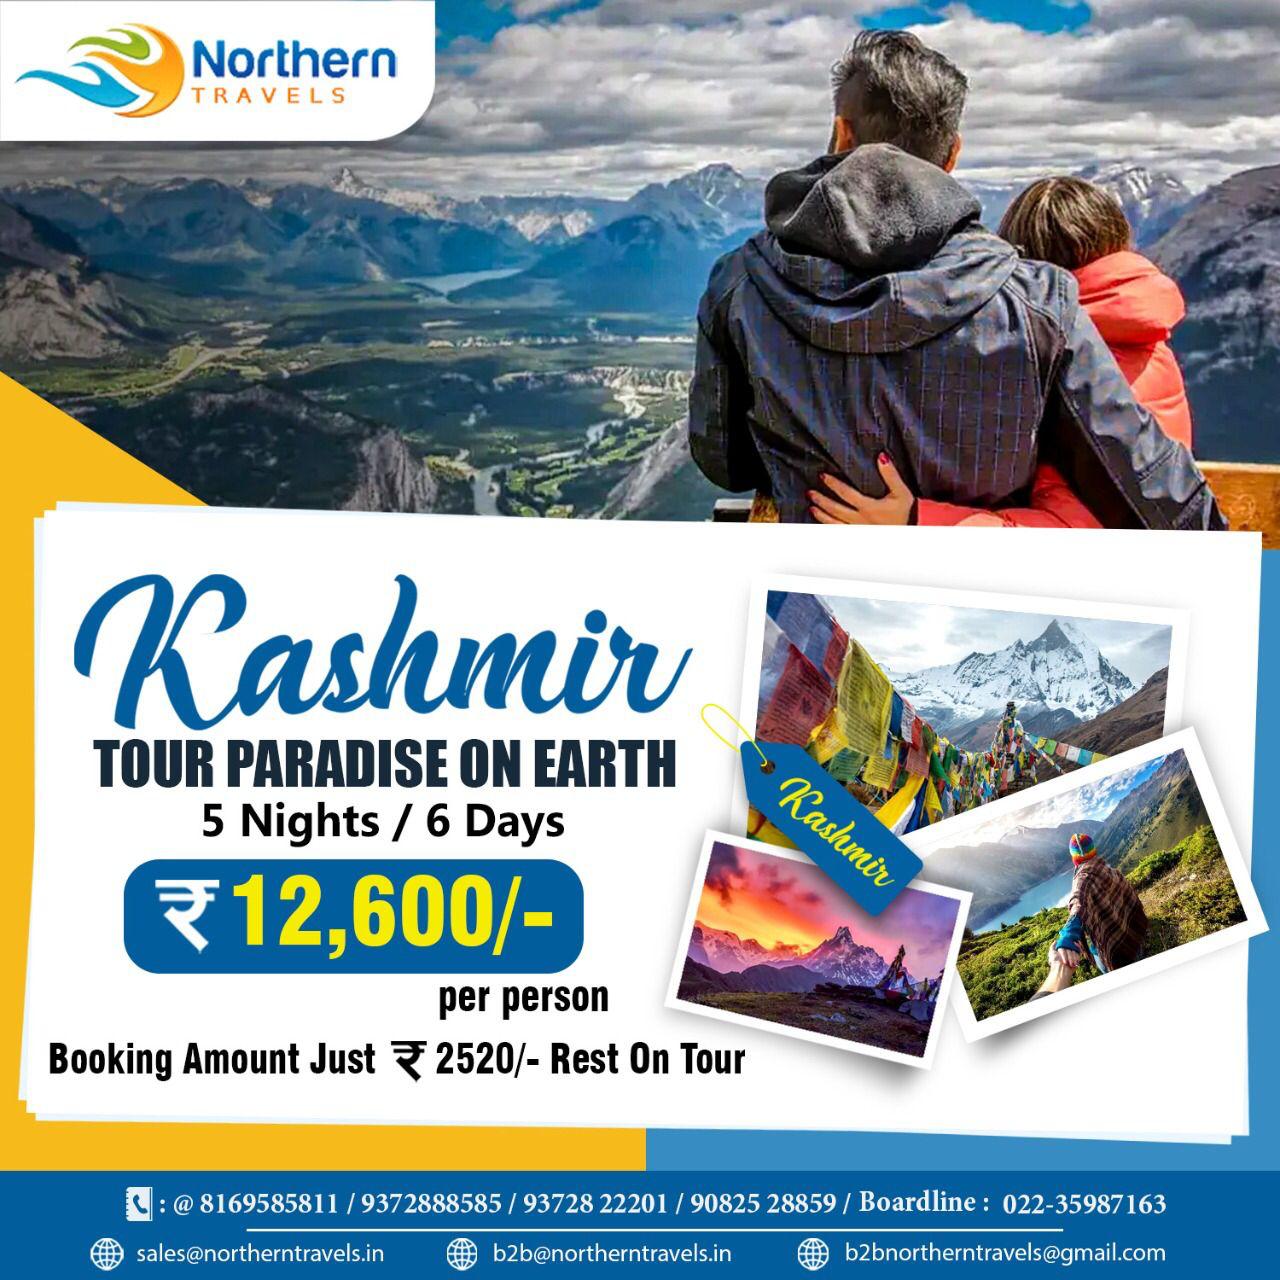 Northern
TRAVELS
Kashmir
TOUR PARADISE ON EARTH
5 Nights / 6 Days
₹ 12,600/-
per person
Booking Amount Just ₹ 2520/- Rest On Tour
Kashmir
: @ 8169585811 / 9372888585 / 93728 22201 / 90825 28859 / Boardline : 022-35987163
sales@northerntravels.in b2b@northerntravels.in b2bnortherntravels@gmail.com